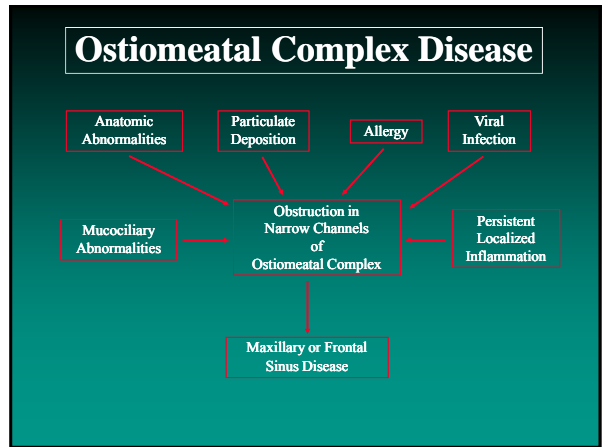 Ostiomeatal Complex Disease
Anatomic
Abnormalities
Particulate
Deposition
Allergy
Viral
Infection
Mucociliary
Abnormalities
Obstruction in
Narrow Channels
of
Ostiomeatal Complex
Persistent
Localized
Inflammation
Maxillary or Frontal
Sinus Disease